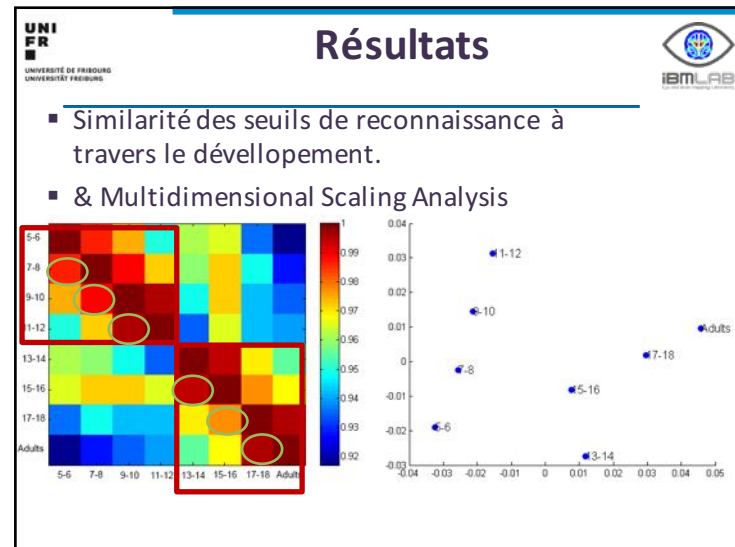 UNI
FR
UNIVERSITÉ DE FRIBOURG
UNIVERSITÄT FREIBURG
Résultats
iBMLAB
▪ Similarité des seuils de reconnaissance à
travers le dévellopement.
▪ & Multidimensional Scaling Analysis
5-6
7-8
9-10
11-12
13-14
15-16
17-18
Adults
5-6 7-8 9-10 11-12 13-14 15-16 17-18 Adults
1
0.99
0.98
0.97
0.96
0.95
0.94
0.93
0.92
0.04
0.03
0.02
0.01
0
-0.01
-0.02
-0.03
-0.04 -0.03 -0.02 -0.01 0 0.01 0.02 0.03 0.04 0.05
11-12
9-10
Adults
17-18
7-8
15-16
5-6
13-14